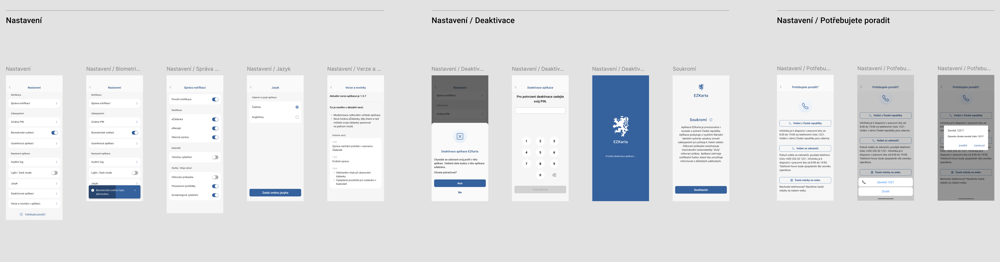 Nastavení
Nastavení / Deaktivace
Nastavení / Potřebujete poradit
Nastavení
Nastavení
Notifikace
Správa notifikací
Zabezpečení
Změna PIN
Biometrické ověření
Uzamknout aplikaci
Nastavení aplikace
Auditní log
Light / Dark mode
Jazyk
Deaktivovat aplikaci
Verze a novinky v aplikaci
Potřebujete poradit?
Nastavení / Biometri...
Nastavení
Notifikace
Správa notifikací
Zabezpečení
Změna PIN
Biometrické ověření
Uzamknout aplikaci
Nastavení aplikace
Auditní log
Light / Dark mode
Jazyk
Biometrické ověření bylo
aktivováno.
Nastavení / Správa ...
Správa notifikací
Povolit notifikace
Notifikace
eŽádanka
eRecept
Obecná zpráva
Kalendář
Termíny vyšetření
Služby / Moje zdraví
Očkovací průkazka
Preventivní prohlídky
Screeningová vyšetření
Nastavení / Jazyk
Jazyk
Vyberte si jazyk aplikace
Čeština
Angličtina
Zadat změnu jazyka
Nastavení / Verze a ...
Verze a novinky
Aktuální verze aplikace je 1.5.7
Co je nového v aktuální verzi
• Modernizace celkového vzhledu aplikace
• Nová funkce eŽádanky, díky které si teď
můžete svoje žádanky spravovat
na jednom místě.
Historie verzí
1.5.6
Úprava načítání položek v seznamu
Žádanek
1.5.5
Drobné opravy
1.5.4
• Odstranění chyb při skanování
žádanky
• Vylepšené prostředí pro zadávání v
Kalendáři
Nastavení / Deaktiv...
Nastavení
Správa notifikací
Zabezpečení
Změna PIN
Deaktivace aplikace EZKarta
Chystáte se odstranit svůj profil v této
aplikaci. Veškerá data budou z této aplikace
odebrána.
Chcete pokračovat?
Ano
Ne
Nastavení / Deaktiv...
Deaktivace aplikace
Pro potvrzení deaktivace zadejte
svůj PIN.
1 2 3
4 5 6
7 8 9
0
Pokračovat
Nastavení / Deaktiv...
EZKarta
Probíhá deaktivace aplikace...
Soukromí
EZKarta
Soukromí
Aplikace EZKarta je provozována v
souladu s právem České republiky.
Aplikace poskytuje s využitím Národní
identitní autority vysokou úroveň
zabezpečení pro přístup k Vašim datům.
Očkovací průkazka nenahrazuje
mezinárodní cestovatelský "žlutý"
očkovací průkaz. Aplikace zahrnuje
notifikační funkci, která Vás umožňuje
informovat o důležitých událostech.
Souhlasím
Nastavení / Potřebu...
Potřebujete poradit?
Volání z České republiky
Infolinka je k dispozici v pracovní dny od
8:00 do 19:00 na telefonním číslu 1221.
Volání v rámci České republiky jsou zdarma.
Volání ze zahraničí
Pokud voláte ze zahraničí, použijte telefonní
číslo +420 226 20 1221. Infolinka je k
dispozici v pracovní dny od 8:00 do 19:00.
Telefonní hovor bude zpoplatněn dle cenníku
operátora.
Časté otázky na webu
Nechcete telefonovat? Navštivte časté
otázky na našem webu.
Nastavení / Potřebu...
Potřebujete poradit?
Volání z České republiky
Infolinka je k dispozici v pracovní dny od
8:00 do 19:00 na telefonním číslu 1221.
Volání v rámci České republiky jsou zdarma.
Volání ze zahraničí
Pokud voláte ze zahraničí, použijte telefonní
číslo +420 226 20 1221. Infolinka je k
dispozici v pracovní dny od 8:00 do 19:00.
Telefonní hovor bude zpoplatněn dle cenníku
operátora.
Časté otázky na webu
Zavolat 1221
Zrušit
Nastavení / Potřebu...
Potřebujete poradit?
Volání z České republiky
Infolinka je k dispozici v pracovní dny od
Zavolat 1221?
Opravdu chcete zavolat číslo 1221?
ZAVŘÍT ZAVOLAT
číslo +420 226 20 1221. Infolinka je k
dispozici v pracovní dny od 8:00 do 19:00.
Telefonní hovor bude zpoplatněn dle cenníku
operátora.
Časté otázky na webu
Nechcete telefonovat? Navštivte časté
otázky na našem webu.